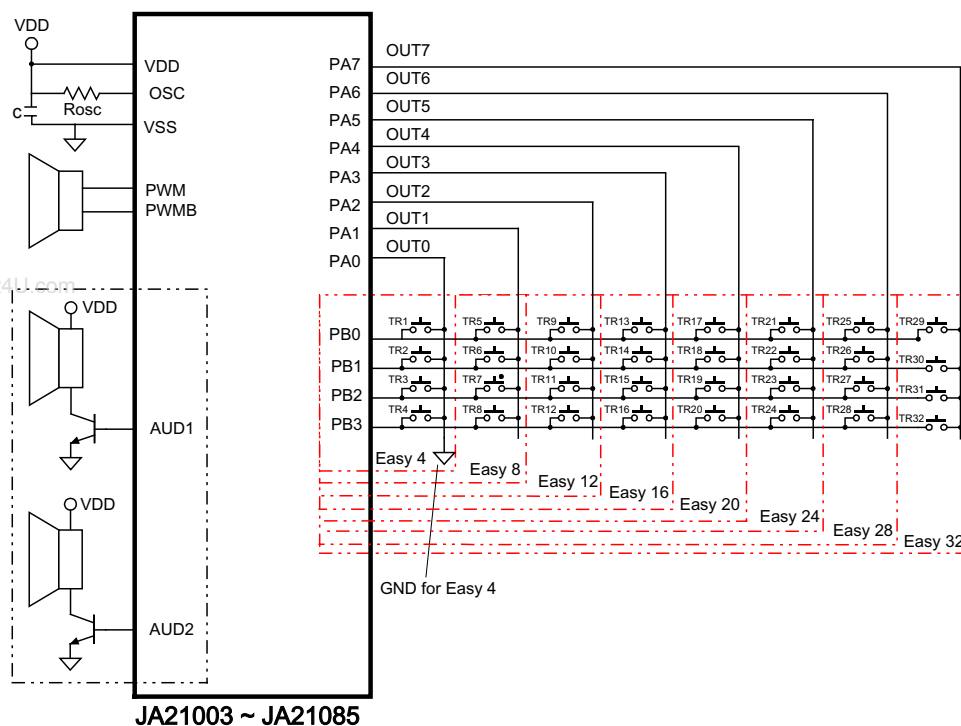 VDD
VDD
OSC
Rosc
C
VSS
PWM
PWMB
PA7
OUT7
PA6
OUT6
PA5
OUT5
PA4
OUT4
PA3
OUT3
PA2
OUT2
PA1
OUT1
PA0
OUT0
4U.com
VDD
AUD1
VDD
AUD2
PB0
TR1 TR5 TR9 TR13 TR17 TR21 TR25 TR29
PB1
TR2 TR6 TR10 TR14 TR18 TR22 TR26 TR30
PB2
TR3 TR7 TR11 TR15 TR19 TR23 TR27 TR31
PB3
TR4 TR8 TR12 TR16 TR20 TR24 TR28 TR32
Easy 4
Easy 8
Easy 12
Easy 16
Easy 20
Easy 24
Easy 28
Easy 32
GND for Easy 4
JA21003 ~ JA21085